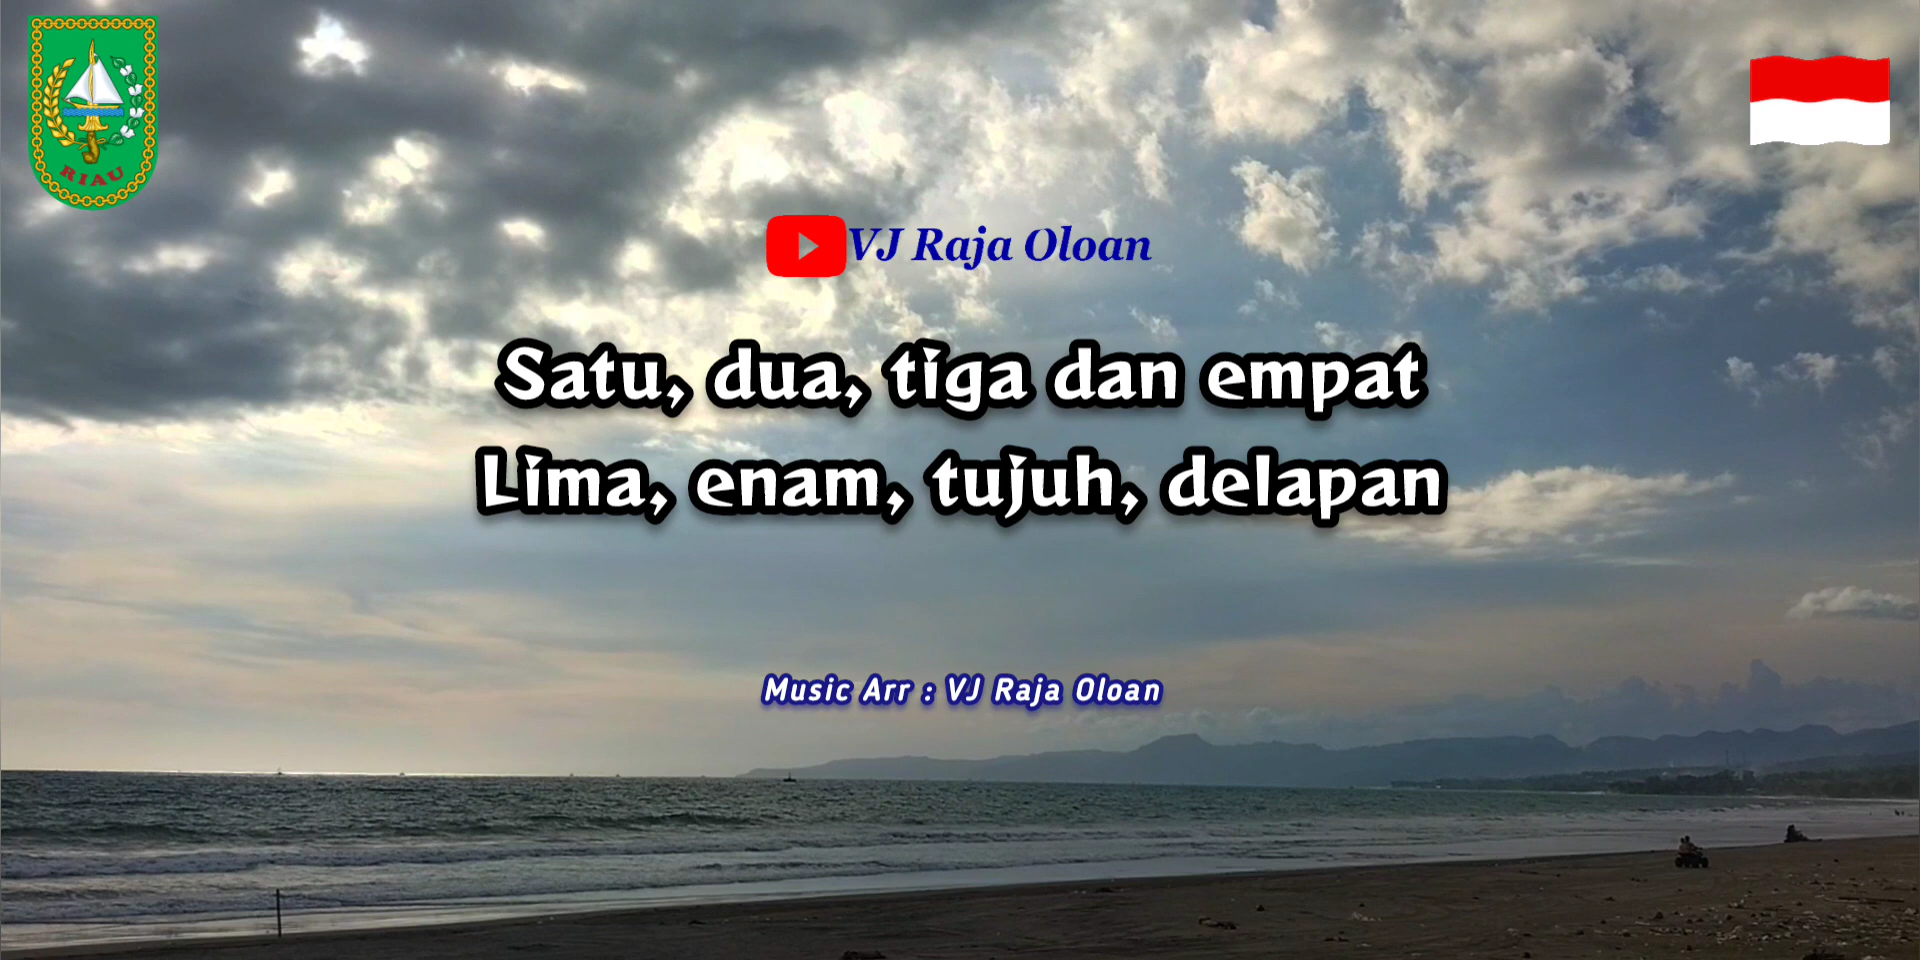 RIAU
VJ Raja Oloan
Satu, dua, tiga dan empat
Lima, enam, tujuh, delapan
Music Arr : VJ Raja Oloan